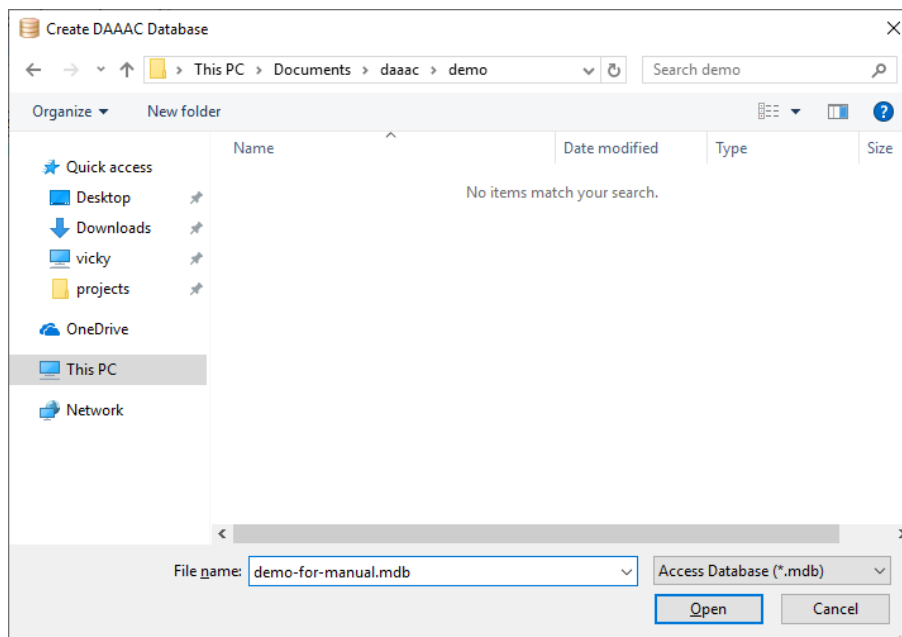 Create DAAAC Database
This PC > Documents > daaac > demo
Search demo
Organize
New folder
Name
Date modified
Type
Size
No items match your search.
Quick access
Desktop
Downloads
vicky
projects
OneDrive
This PC
Network
File name: demo-for-manual.mdb
Access Database (*.mdb)
Open
Cancel